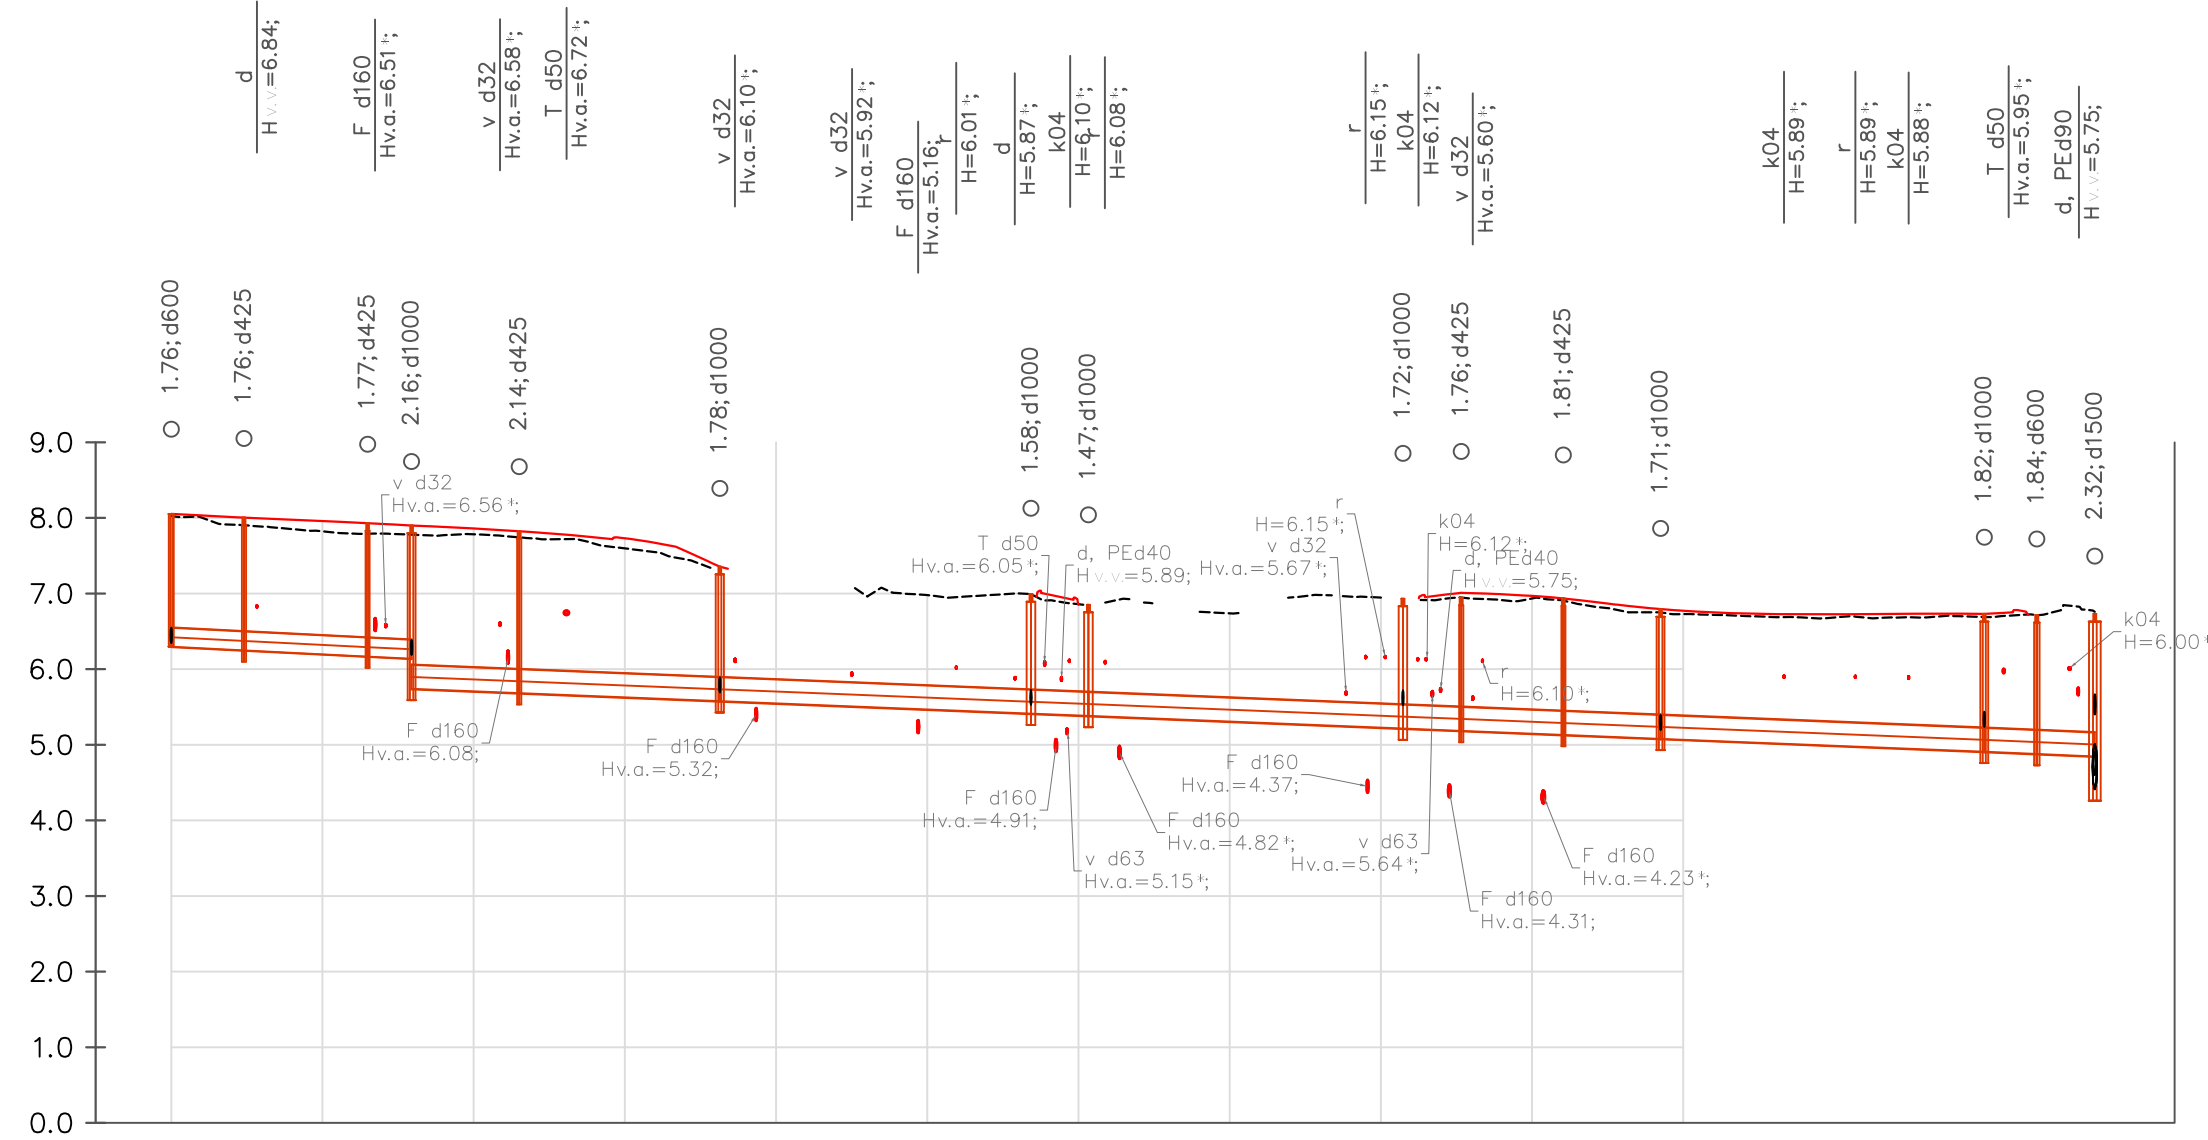 d
Hv.v.=6.84;
F d160
Hv.a.=6.51*;
v d32
Hv.a.=6.58*;
T d50
Hv.a.=6.72*;
v d32
Hv.a.=6.10*;
v d32
Hv.a.=5.92*;
F d160
Hv.a.=5.16;
r
H=6.01*;
d
H=5.87*;
k04
H=6.10*;
r
H=6.08*;
r
H=6.15*;
k04
H=6.12*;
v d32
Hv.a.=5.60*;
k04
H=5.89*;
r
H=5.89*;
k04
H=5.88*;
T d50
Hv.a.=5.95*;
d, PEd90
Hv.v.=5.75;
1.76;d600
1.76;d425
1.77;d425
2.16;d1000
2.14;d425
1.78;d1000
1.58;d1000
1.47;d1000
1.72;d1000
1.76;d425
1.81;d425
1.71;d1000
1.82;d1000
1.84;d600
2.32;d1500
9.0
8.0
7.0
6.0
5.0
4.0
3.0
2.0
1.0
0.0
v d32
Hv.a.=6.56*;
F d160
Hv.a.=6.08;
F d160
Hv.a.=5.32;
T d50
Hv.a.=6.05*;
d, PEd40
Hv.v.=5.89;
F d160
Hv.a.=4.91;
v d63
Hv.a.=5.15*;
F d160
Hv.a.=4.82*;
r
H=6.15*;
v d32
Hv.a.=5.67*;
k04
H=6.12*;
d, PEd40
Hv.v.=5.75;
r
H=6.10*;
F d160
Hv.a.=4.37;
v d63
Hv.a.=5.64*;
F d160
Hv.a.=4.31;
F d160
Hv.a.=4.23*;
k04
H=6.00*